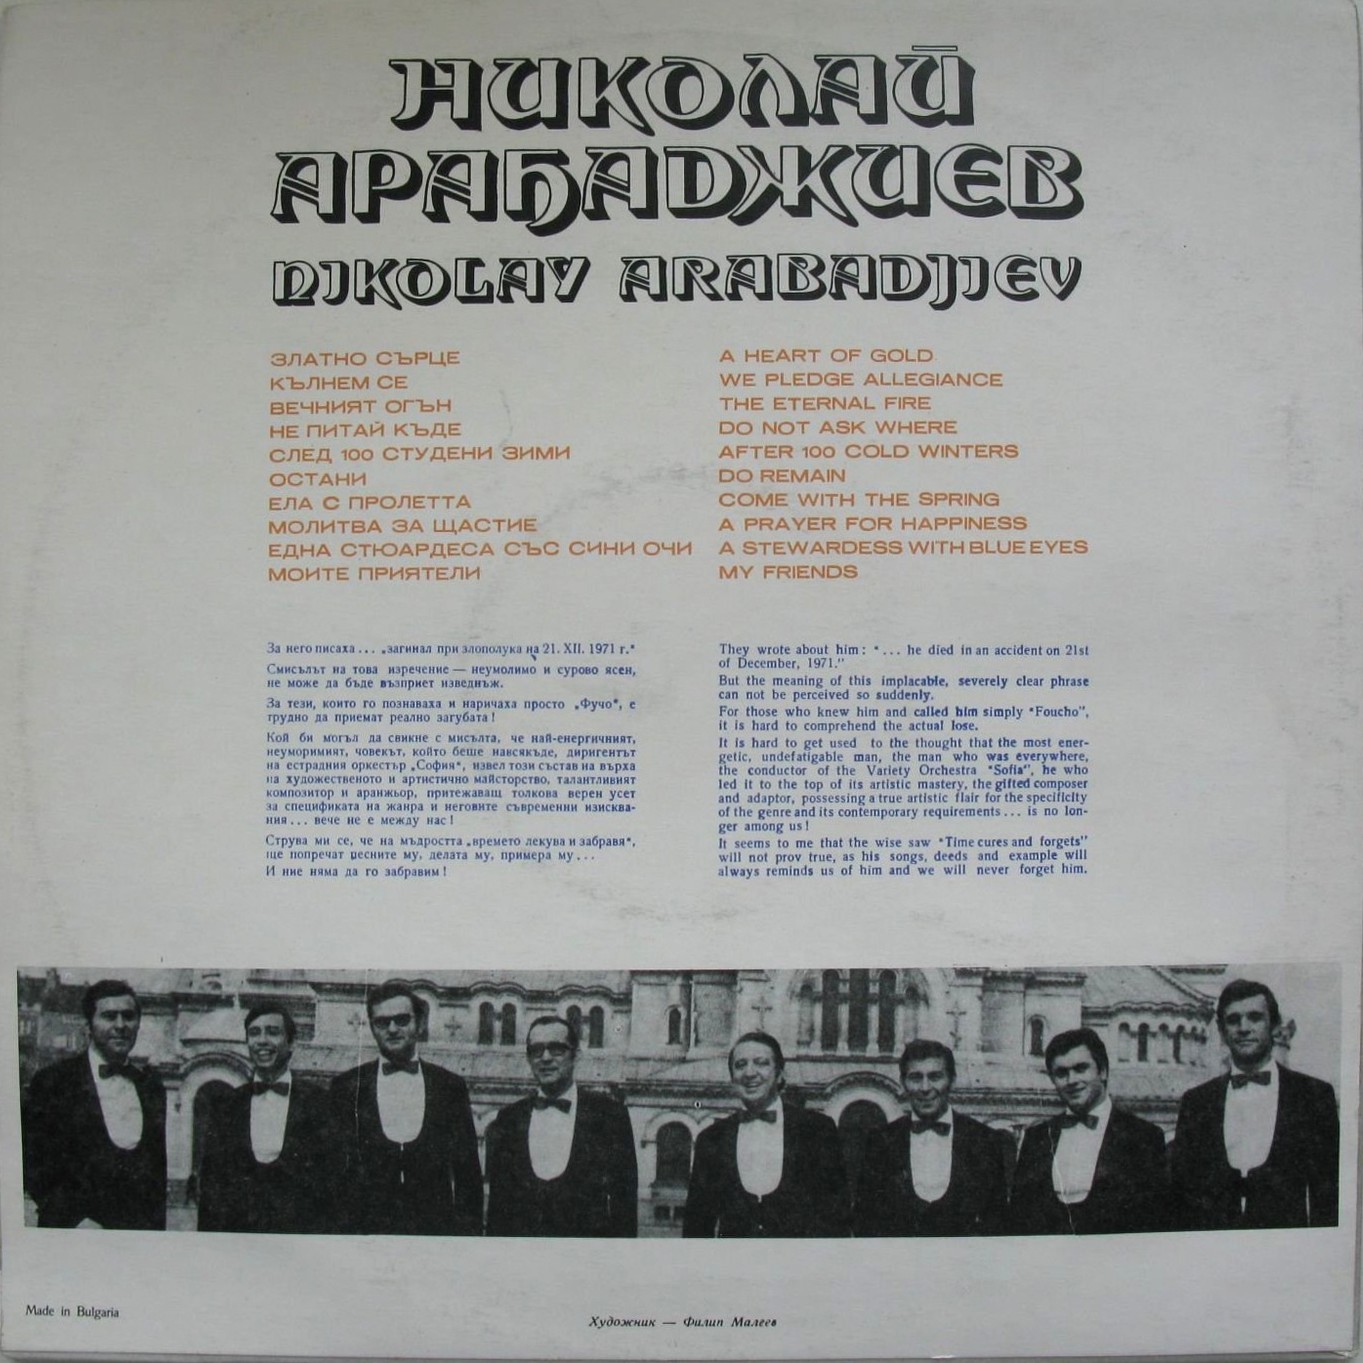 НИКОЛАЙ
АРАБАДЖИЕВ
NIKOLAY ARABADJIEV
ЗЛАТНО СЪРЦЕ
КЪЛНЕМ СЕ
ВЕЧНИЯТ ОГЪН
НЕ ПИТАЙ КЪДЕ
СЛЕД 100 СТУДЕНИ ЗИМИ
ОСТАНИ
ЕЛА С ПРОЛЕТТА
МОЛИТВА ЗА ЩАСТИЕ
ЕДНА СТЮАРДЕСА СЪС СИНИ ОЧИ
МОИТЕ ПРИЯТЕЛИ
A HEART OF GOLD
WE PLEDGE ALLEGIANCE
THE ETERNAL FIRE
DO NOT ASK WHERE
AFTER 100 COLD WINTERS
DO REMAIN
COME WITH THE SPRING
A PRAYER FOR HAPPINESS
A STEWARDESS WITH BLUE EYES
MY FRIENDS
За него писаха... „загинал при злополука на 21. XII. 1971 г.“
Смисълът на това изречение — неумолимо и сурово ясен,
не може да бъде възприет изведнъж.
За тези, които го познаваха и наричаха просто „Фучо“, е
трудно да приемат реално загубата!
Кой би могъл да свикне с мисълта, че най-енергичният,
неуморимият, човекът, който беше навсякъде, диригентът
на естрадния оркестър „София“, извел този състав на върха
на художественото и артистично майсторство, талантливият
композитор и аранжьор, притежаващ толкова верен усет
за спецификата на жанра и неговите съвременни изисква-
ния... вече не е между нас!
Струва ми се, че на мъдростта „времето лекува и забравя“,
ще попречат песните му, делата му, примера му...
И ние няма да го забравим!
They wrote about him: "... he died in an accident on 21st
of December, 1971."
But the meaning of this implacable, severely clear phrase
can not be perceived so suddenly.
For those who knew him and called him simply "Foucho",
it is hard to comprehend the actual lose.
It is hard to get used to the thought that the most ener-
getic, undefatigable man, the man who was everywhere,
the conductor of the Variety Orchestra "Sofia", he who
led it to the top of its artistic mastery, the gifted composer
and adaptor, possessing a true artistic flair for the specificity
of the genre and its contemporary requirements... is no lon-
ger among us!
It seems to me that the wise saw "Time cures and forgets"
will not prov true, as his songs, deeds and example will
always reminds us of him and we will never forget him.
Made in Bulgaria
Художник — Филип Малеев